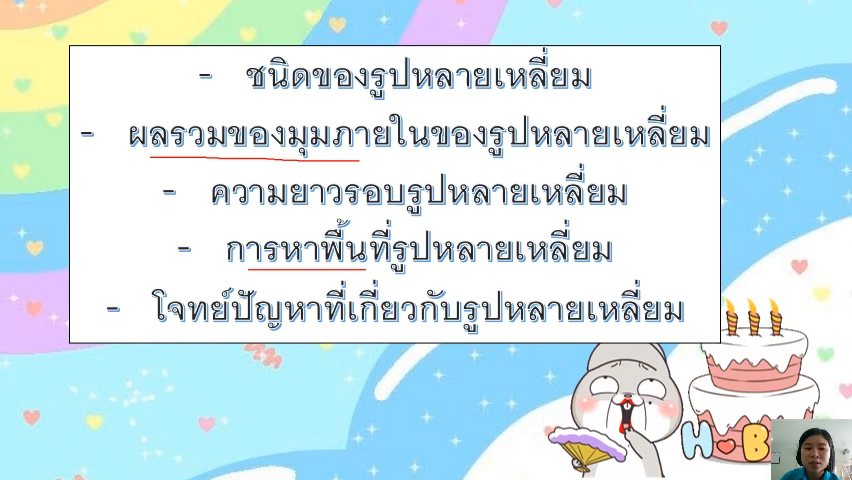 - ชนิดของรูปหลายเหลี่ยม
- ผลรวมของมุมภายในของรูปหลายเหลี่ยม
- ความยาวรอบรูปหลายเหลี่ยม
- การหาพื้นที่รูปหลายเหลี่ยม
- โจทย์ปัญหาที่เกี่ยวกับรูปหลายเหลี่ยม
H B